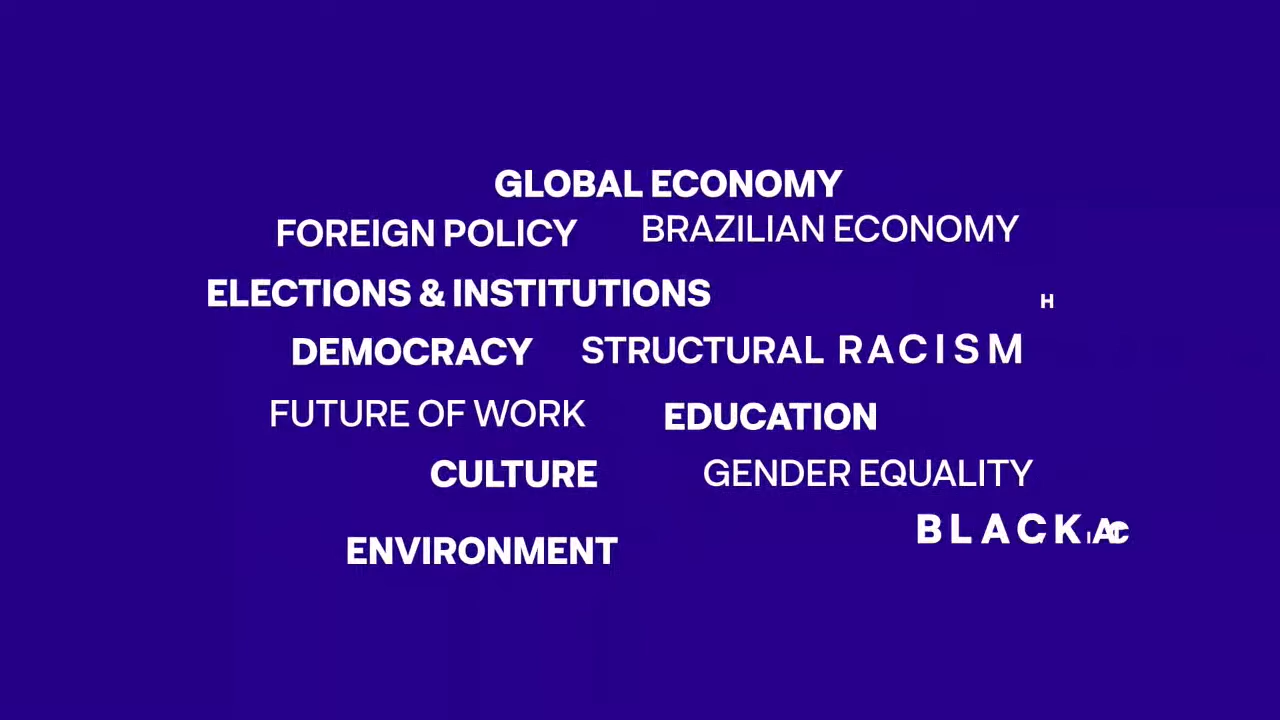 GLOBAL ECONOMY
FOREIGN POLICY BRAZILIAN ECONOMY
ELECTIONS & INSTITUTIONS
H
DEMOCRACY STRUCTURAL RACISM
FUTURE OF WORK EDUCATION
CULTURE GENDER EQUALITY
BLACK
ENVIRONMENT